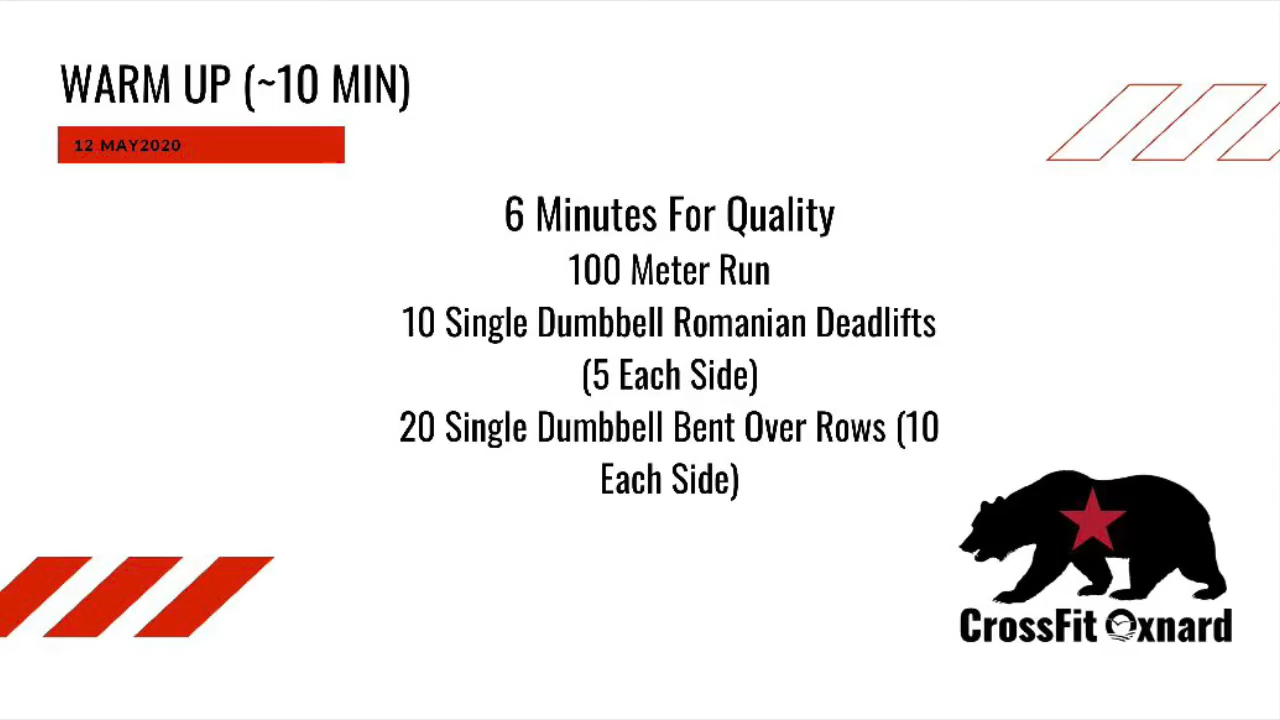 WARM UP (~10 MIN)
12 MAY2020
6 Minutes For Quality
100 Meter Run
10 Single Dumbbell Romanian Deadlifts
(5 Each Side)
20 Single Dumbbell Bent Over Rows (10
Each Side)
CrossFit Oxnard